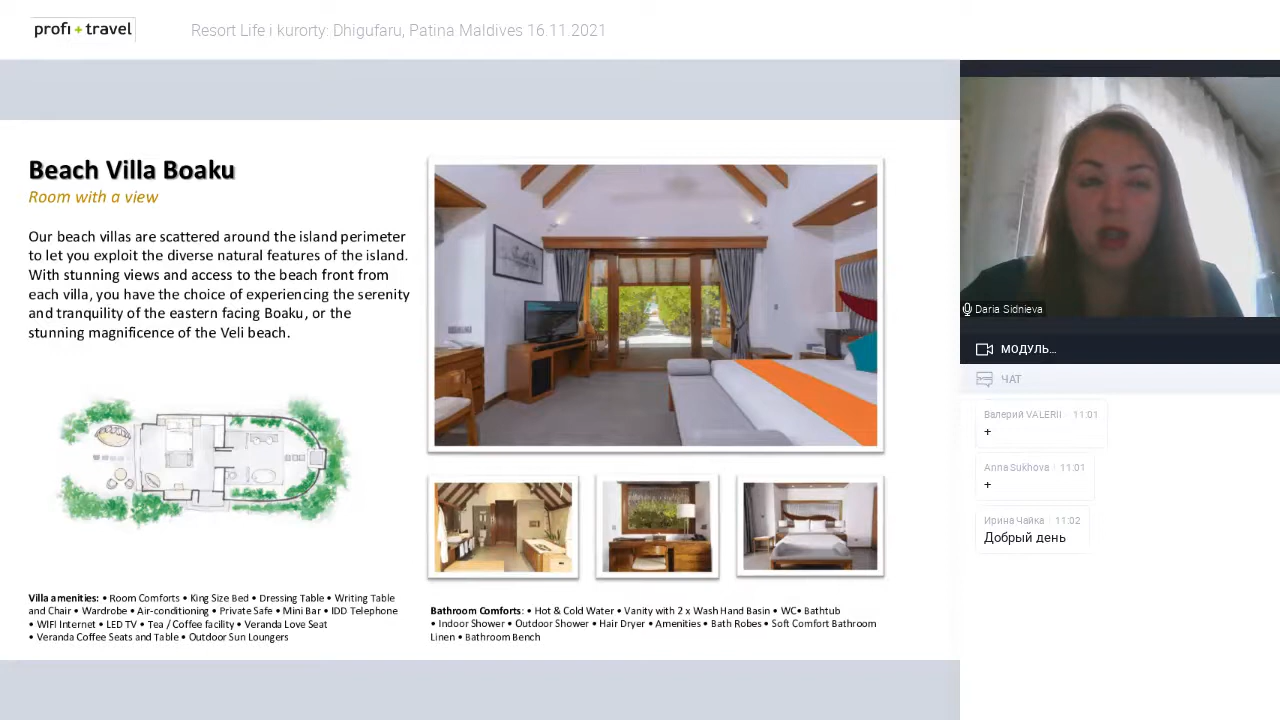 profi + travel
Resort Life i kurorty: Dhigufaru, Patina Maldives 16.11.2021
Beach Villa Boaku
Room with a view
Our beach villas are scattered around the island perimeter
to let you exploit the diverse natural features of the island.
With stunning views and access to the beach front from
each villa, you have the choice of experiencing the serenity
and tranquility of the eastern facing Boaku, or the
stunning magnificence of the Veli beach.
Villa amenities: • Room Comforts • King Size Bed • Dressing Table • Writing Table
and Chair • Wardrobe • Air-conditioning • Private Safe • Mini Bar • IDD Telephone
• WIFI Internet • LED TV • Tea / Coffee facility • Veranda Love Seat
• Veranda Coffee Seats and Table • Outdoor Sun Loungers
Bathroom Comforts: • Hot & Cold Water • Vanity with 2 x Wash Hand Basin • WC• Bathtub
• Indoor Shower • Outdoor Shower • Hair Dryer • Amenities • Bath Robes • Soft Comfort Bathroom
Linen • Bathroom Bench
Daria Sidnieva
МОДУЛЬ...
ЧАТ
Валерий VALERII 11:01
+
Anna Sukhova 11:01
+
Ирина Чайка 11:02
Добрый день